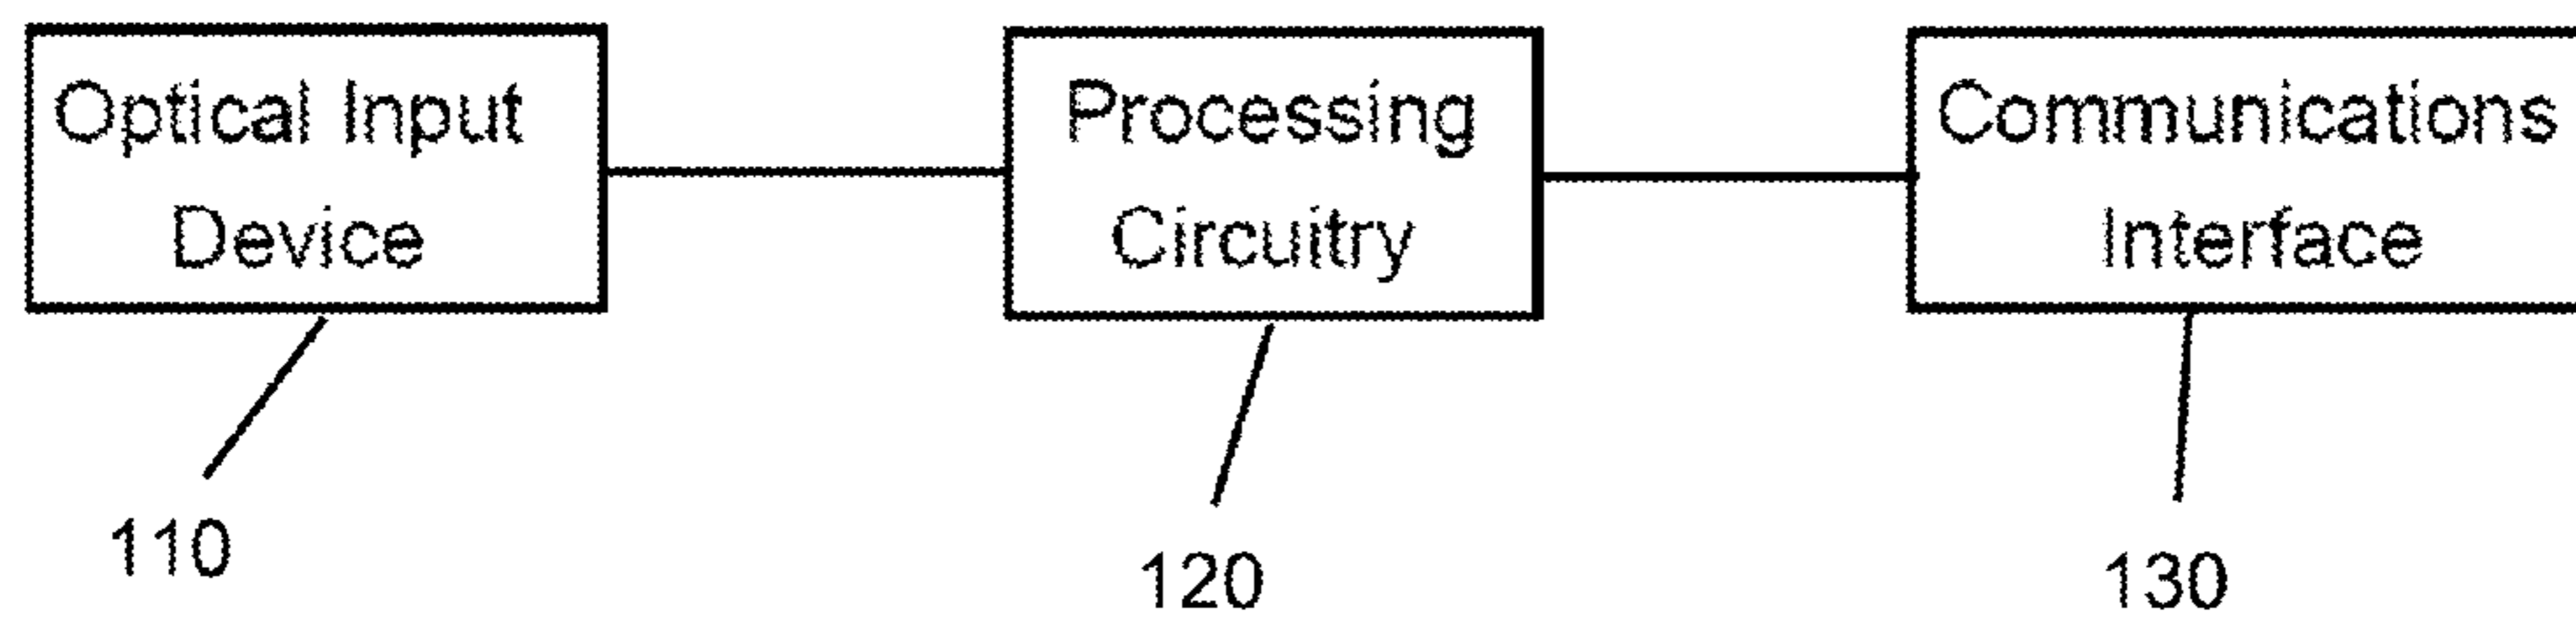 Optical Input
Device
Processing
Circuitry
Communications
Interface
110
120
130